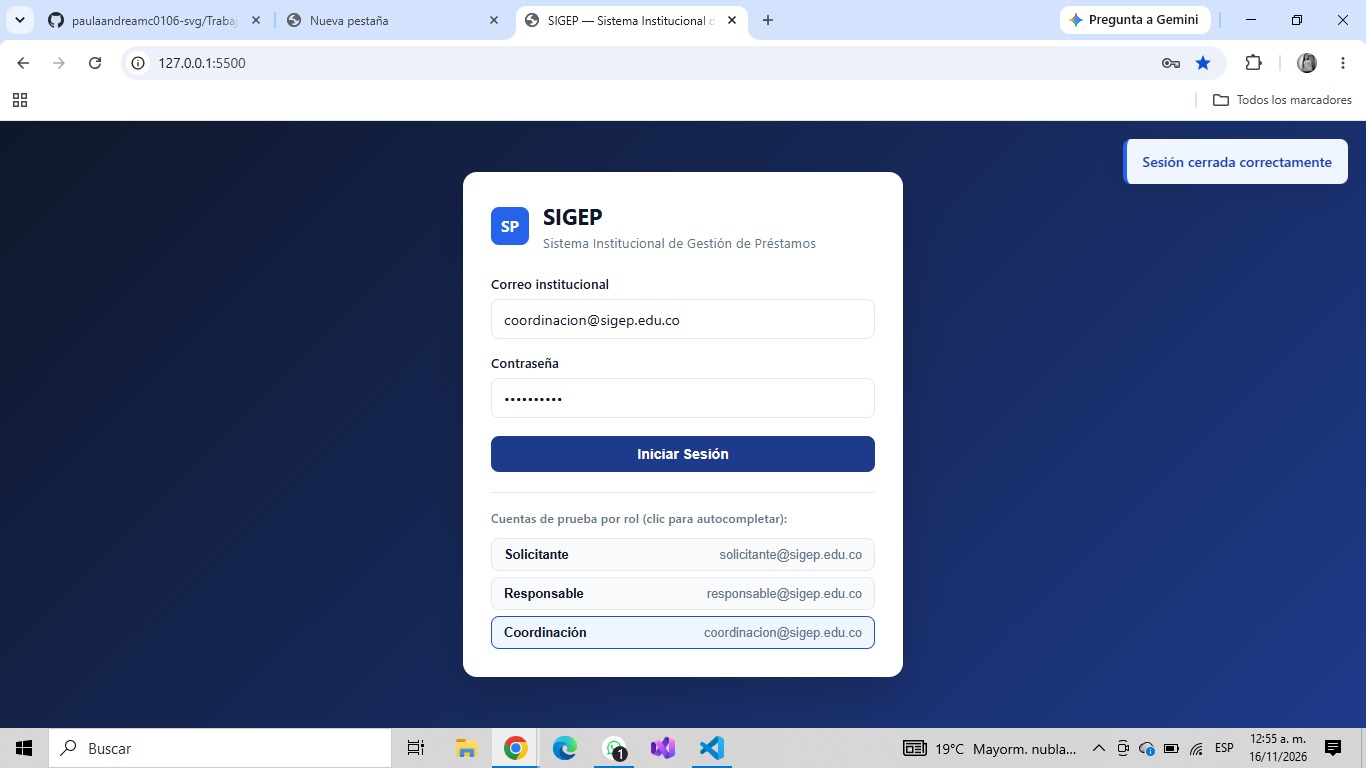 paulaandreamc0106-svg/Trabaj
Nueva pestaña
SIGEP — Sistema Institucional d
Pregunta a Gemini
127.0.0.1:5500
Todos los marcadores
Sesión cerrada correctamente
SP
SIGEP
Sistema Institucional de Gestión de Préstamos
Correo institucional
coordinacion@sigep.edu.co
Contraseña
••••••••••
Iniciar Sesión
Cuentas de prueba por rol (clic para autocompletar):
Solicitante solicitante@sigep.edu.co
Responsable responsable@sigep.edu.co
Coordinación coordinacion@sigep.edu.co
Buscar
1
19°C Mayorm. nubla...
ESP
12:55 a. m.
16/11/2026